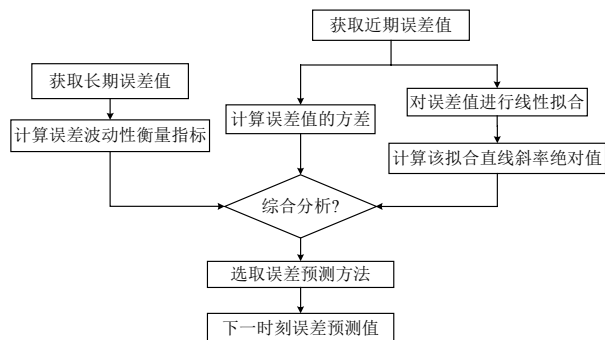 获取近期误差值
获取长期误差值
对误差值进行线性拟合
计算误差值的方差
计算误差波动性衡量指标
计算该拟合直线斜率绝对值
综合分析?
选取误差预测方法
下一时刻误差预测值